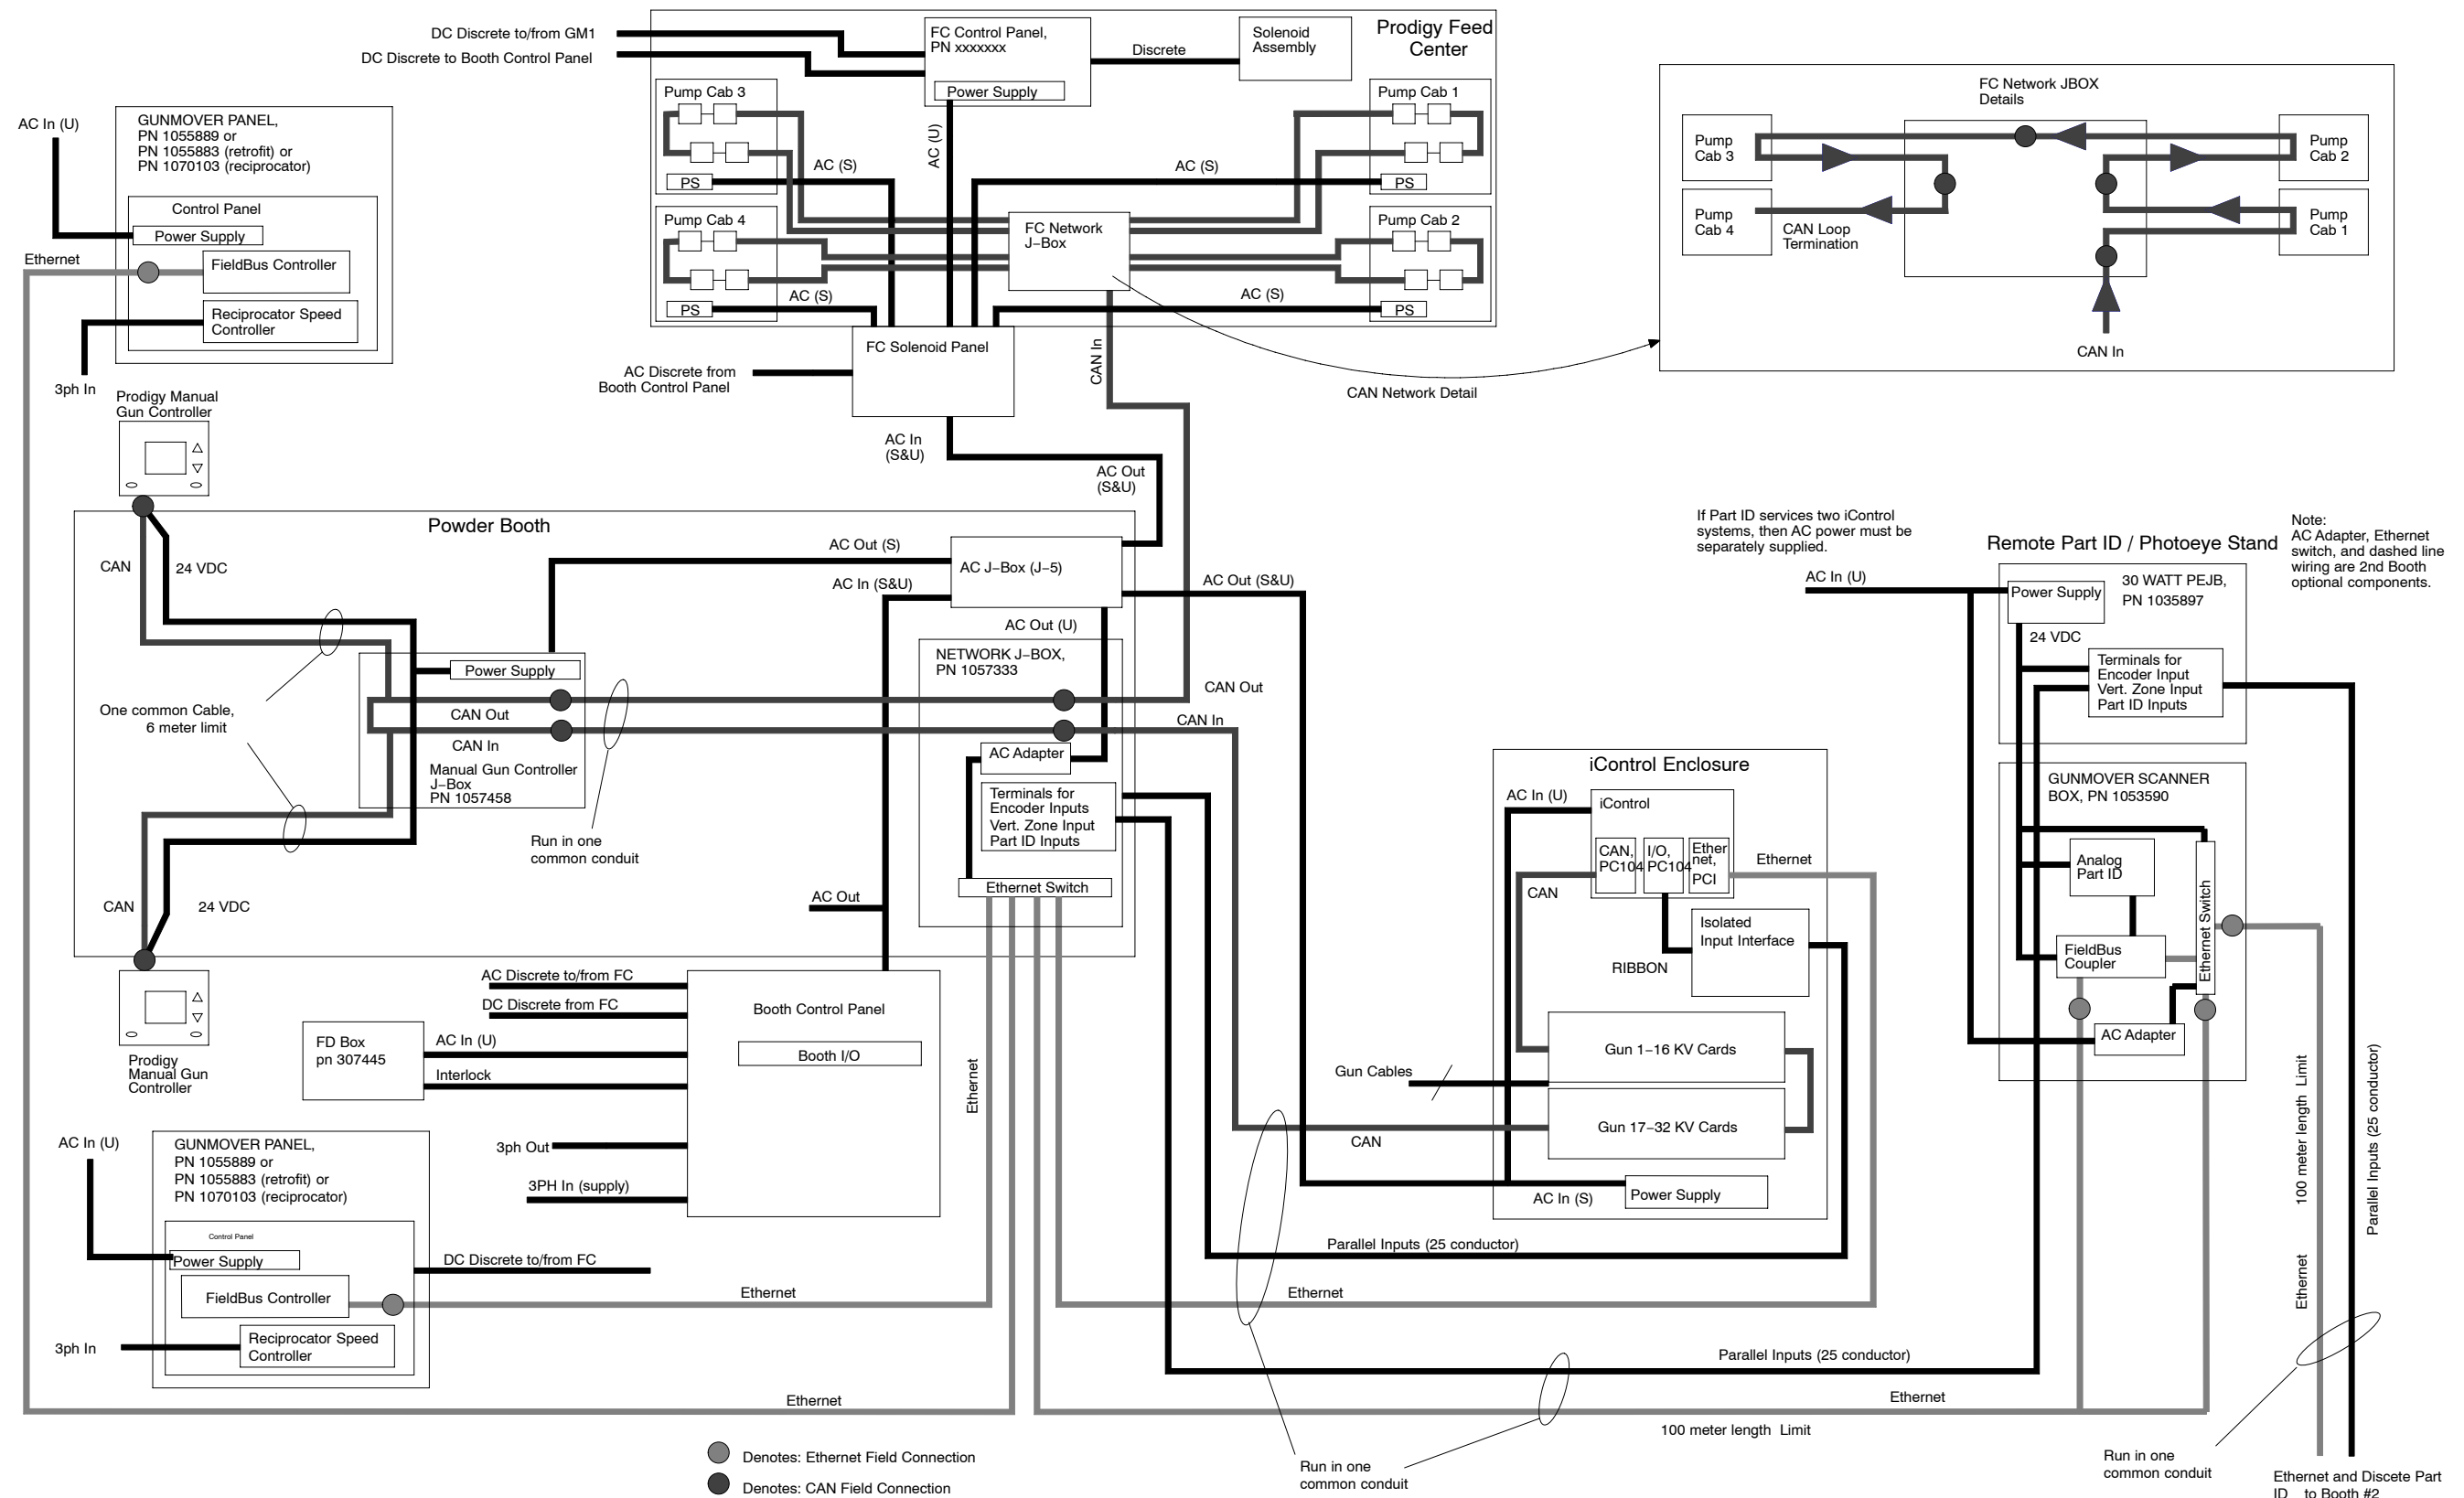 DC Discrete to/from GM1
DC Discrete to Booth Control Panel
FC Control Panel,
PN xxxxxxx
Power Supply
Discrete
Solenoid
Assembly
Prodigy Feed
Center
Pump Cab 3
PS
AC (S)
AC (U)
Pump Cab 1
PS
AC (S)
Pump Cab 4
PS
AC (S)
FC Network
J-Box
Pump Cab 2
PS
AC (S)
FC Solenoid Panel
AC Discrete from
Booth Control Panel
CAN In
CAN Network Detail
AC In
(S&U)
AC Out
(S&U)
FC Network JBOX
Details
Pump
Cab 3
Pump
Cab 2
Pump
Cab 4
CAN Loop
Termination
Pump
Cab 1
CAN In
AC In (U)
GUNMOVER PANEL,
PN 1055889 or
PN 1055883 (retrofit) or
PN 1070103 (reciprocator)
Control Panel
Power Supply
Ethernet
FieldBus Controller
Reciprocator Speed
Controller
3ph In
Prodigy Manual
Gun Controller
Powder Booth
CAN
24 VDC
AC Out (S)
AC In (S&U)
AC J-Box (J-5)
AC Out (S&U)
AC Out (U)
NETWORK J-BOX,
PN 1057333
Power Supply
One common Cable,
6 meter limit
CAN Out
CAN In
Manual Gun Controller
J-Box
PN 1057458
CAN Out
CAN In
AC Adapter
Terminals for
Encoder Inputs
Vert. Zone Input
Part ID Inputs
Run in one
common conduit
Ethernet Switch
AC Out
CAN
24 VDC
Prodigy
Manual Gun
Controller
AC Discrete to/from FC
DC Discrete from FC
Booth Control Panel
Booth I/O
FD Box
pn 307445
AC In (U)
Interlock
3ph Out
3PH In (supply)
Ethernet
AC In (U)
GUNMOVER PANEL,
PN 1055889 or
PN 1055883 (retrofit) or
PN 1070103 (reciprocator)
Control Panel
Power Supply
DC Discrete to/from FC
FieldBus Controller
Ethernet
Reciprocator Speed
Controller
3ph In
Ethernet
iControl Enclosure
AC In (U)
iControl
CAN,
PC104
I/O,
PC104
Ether
net,
PCI
Ethernet
CAN
Isolated
Input Interface
RIBBON
Gun 1-16 KV Cards
Gun Cables
Gun 17-32 KV Cards
CAN
AC In (S)
Power Supply
Parallel Inputs (25 conductor)
Ethernet
Parallel Inputs (25 conductor)
Ethernet
100 meter length Limit
Run in one
common conduit
If Part ID services two iControl
systems, then AC power must be
separately supplied.
Remote Part ID / Photoeye Stand
Note:
AC Adapter, Ethernet
switch, and dashed line
wiring are 2nd Booth
optional components.
AC In (U)
Power Supply
30 WATT PEJB,
PN 1035897
24 VDC
Terminals for
Encoder Input
Vert. Zone Input
Part ID Inputs
GUNMOVER SCANNER
BOX, PN 1053590
Analog
Part ID
Ethernet Switch
FieldBus
Coupler
AC Adapter
100 meter length Limit
Ethernet
Parallel Inputs (25 conductor)
Run in one
common conduit
Ethernet and Discete Part
ID to Booth #2
Denotes: Ethernet Field Connection
Denotes: CAN Field Connection